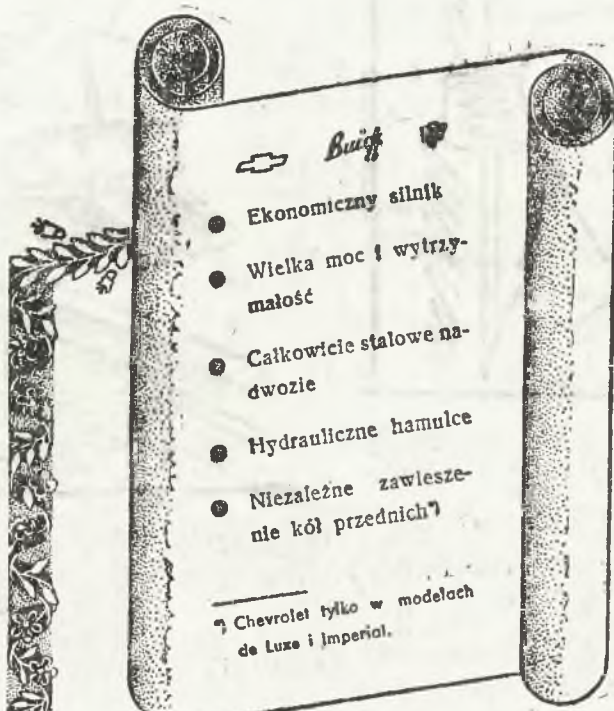 Buick
Ekonomiczny silnik
Wielka moc i wytrzy-
małość
Całkowicie stalowe na-
dwozie
Hydrauliczne hamulce
Niezależne zawiesze-
nie kół przednich*)
*) Chevrolet tylko w modelach
de Luxe i Imperial.